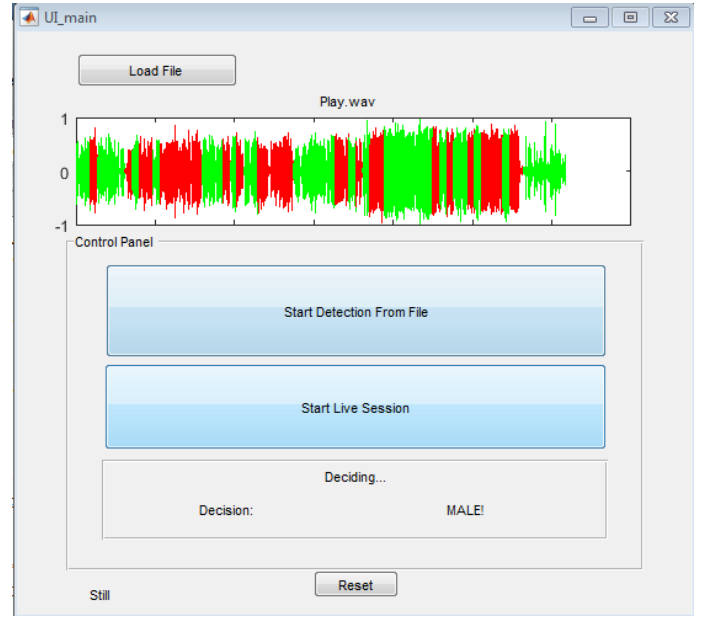 UI_main
Load File
Play.wav
1
0
-1
Control Panel
Start Detection From File
Start Live Session
Deciding...
Decision: MALE!
Reset
Still